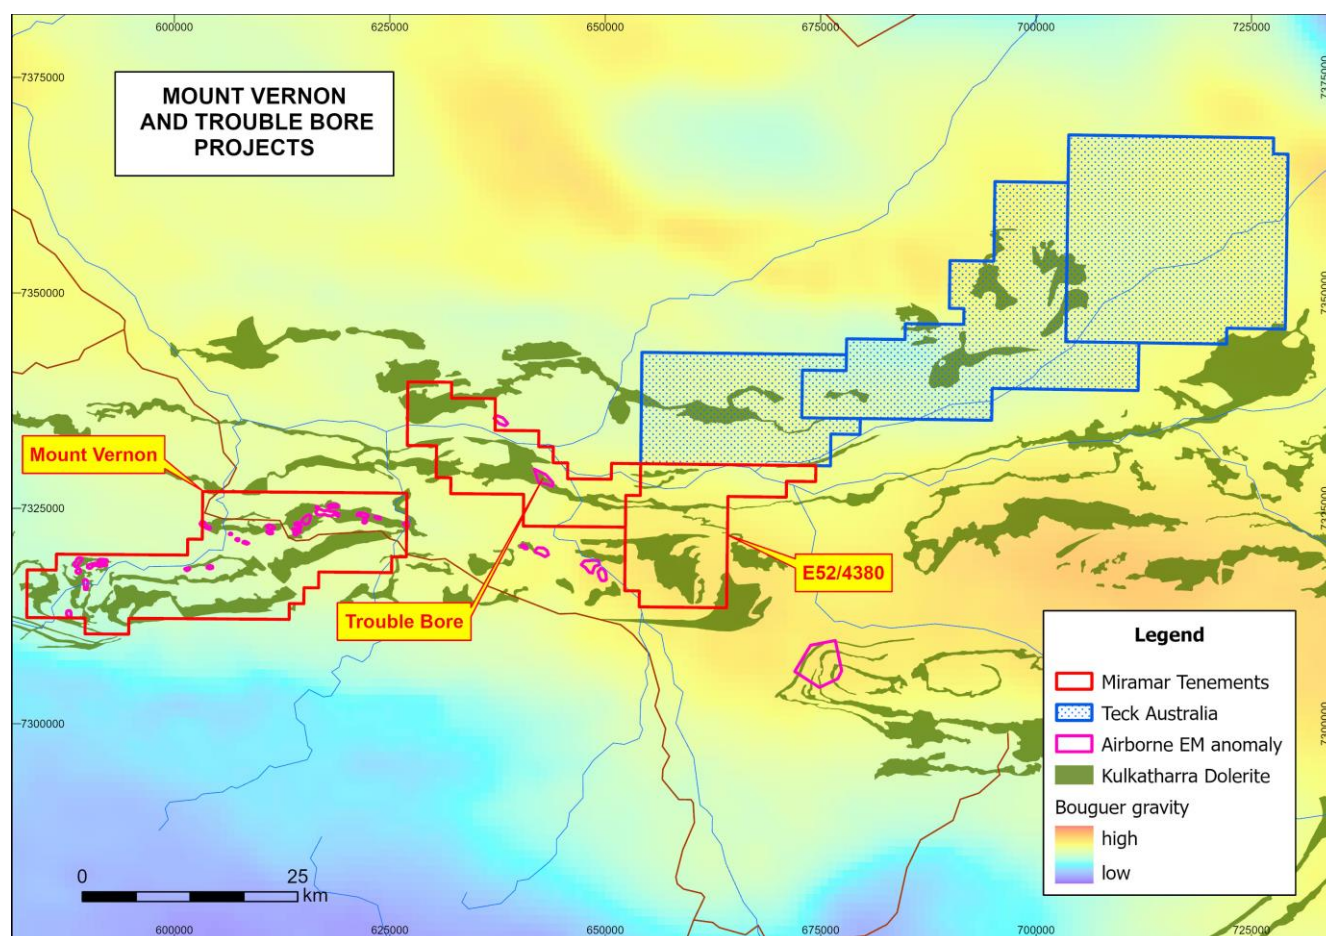 600000
625000
650000
675000
700000
725000
7375000
7375000
MOUNT VERNON
AND TROUBLE BORE
PROJECTS
7350000
7350000
Mount Vernon
7325000
7325000
E52/4380
Trouble Bore
Legend
Miramar Tenements
Teck Australia
Airborne EM anomaly
Kulkatharra Dolerite
Bouguer gravity
high
low
7300000
7300000
0
25
km
600000
625000
650000
675000
700000
725000